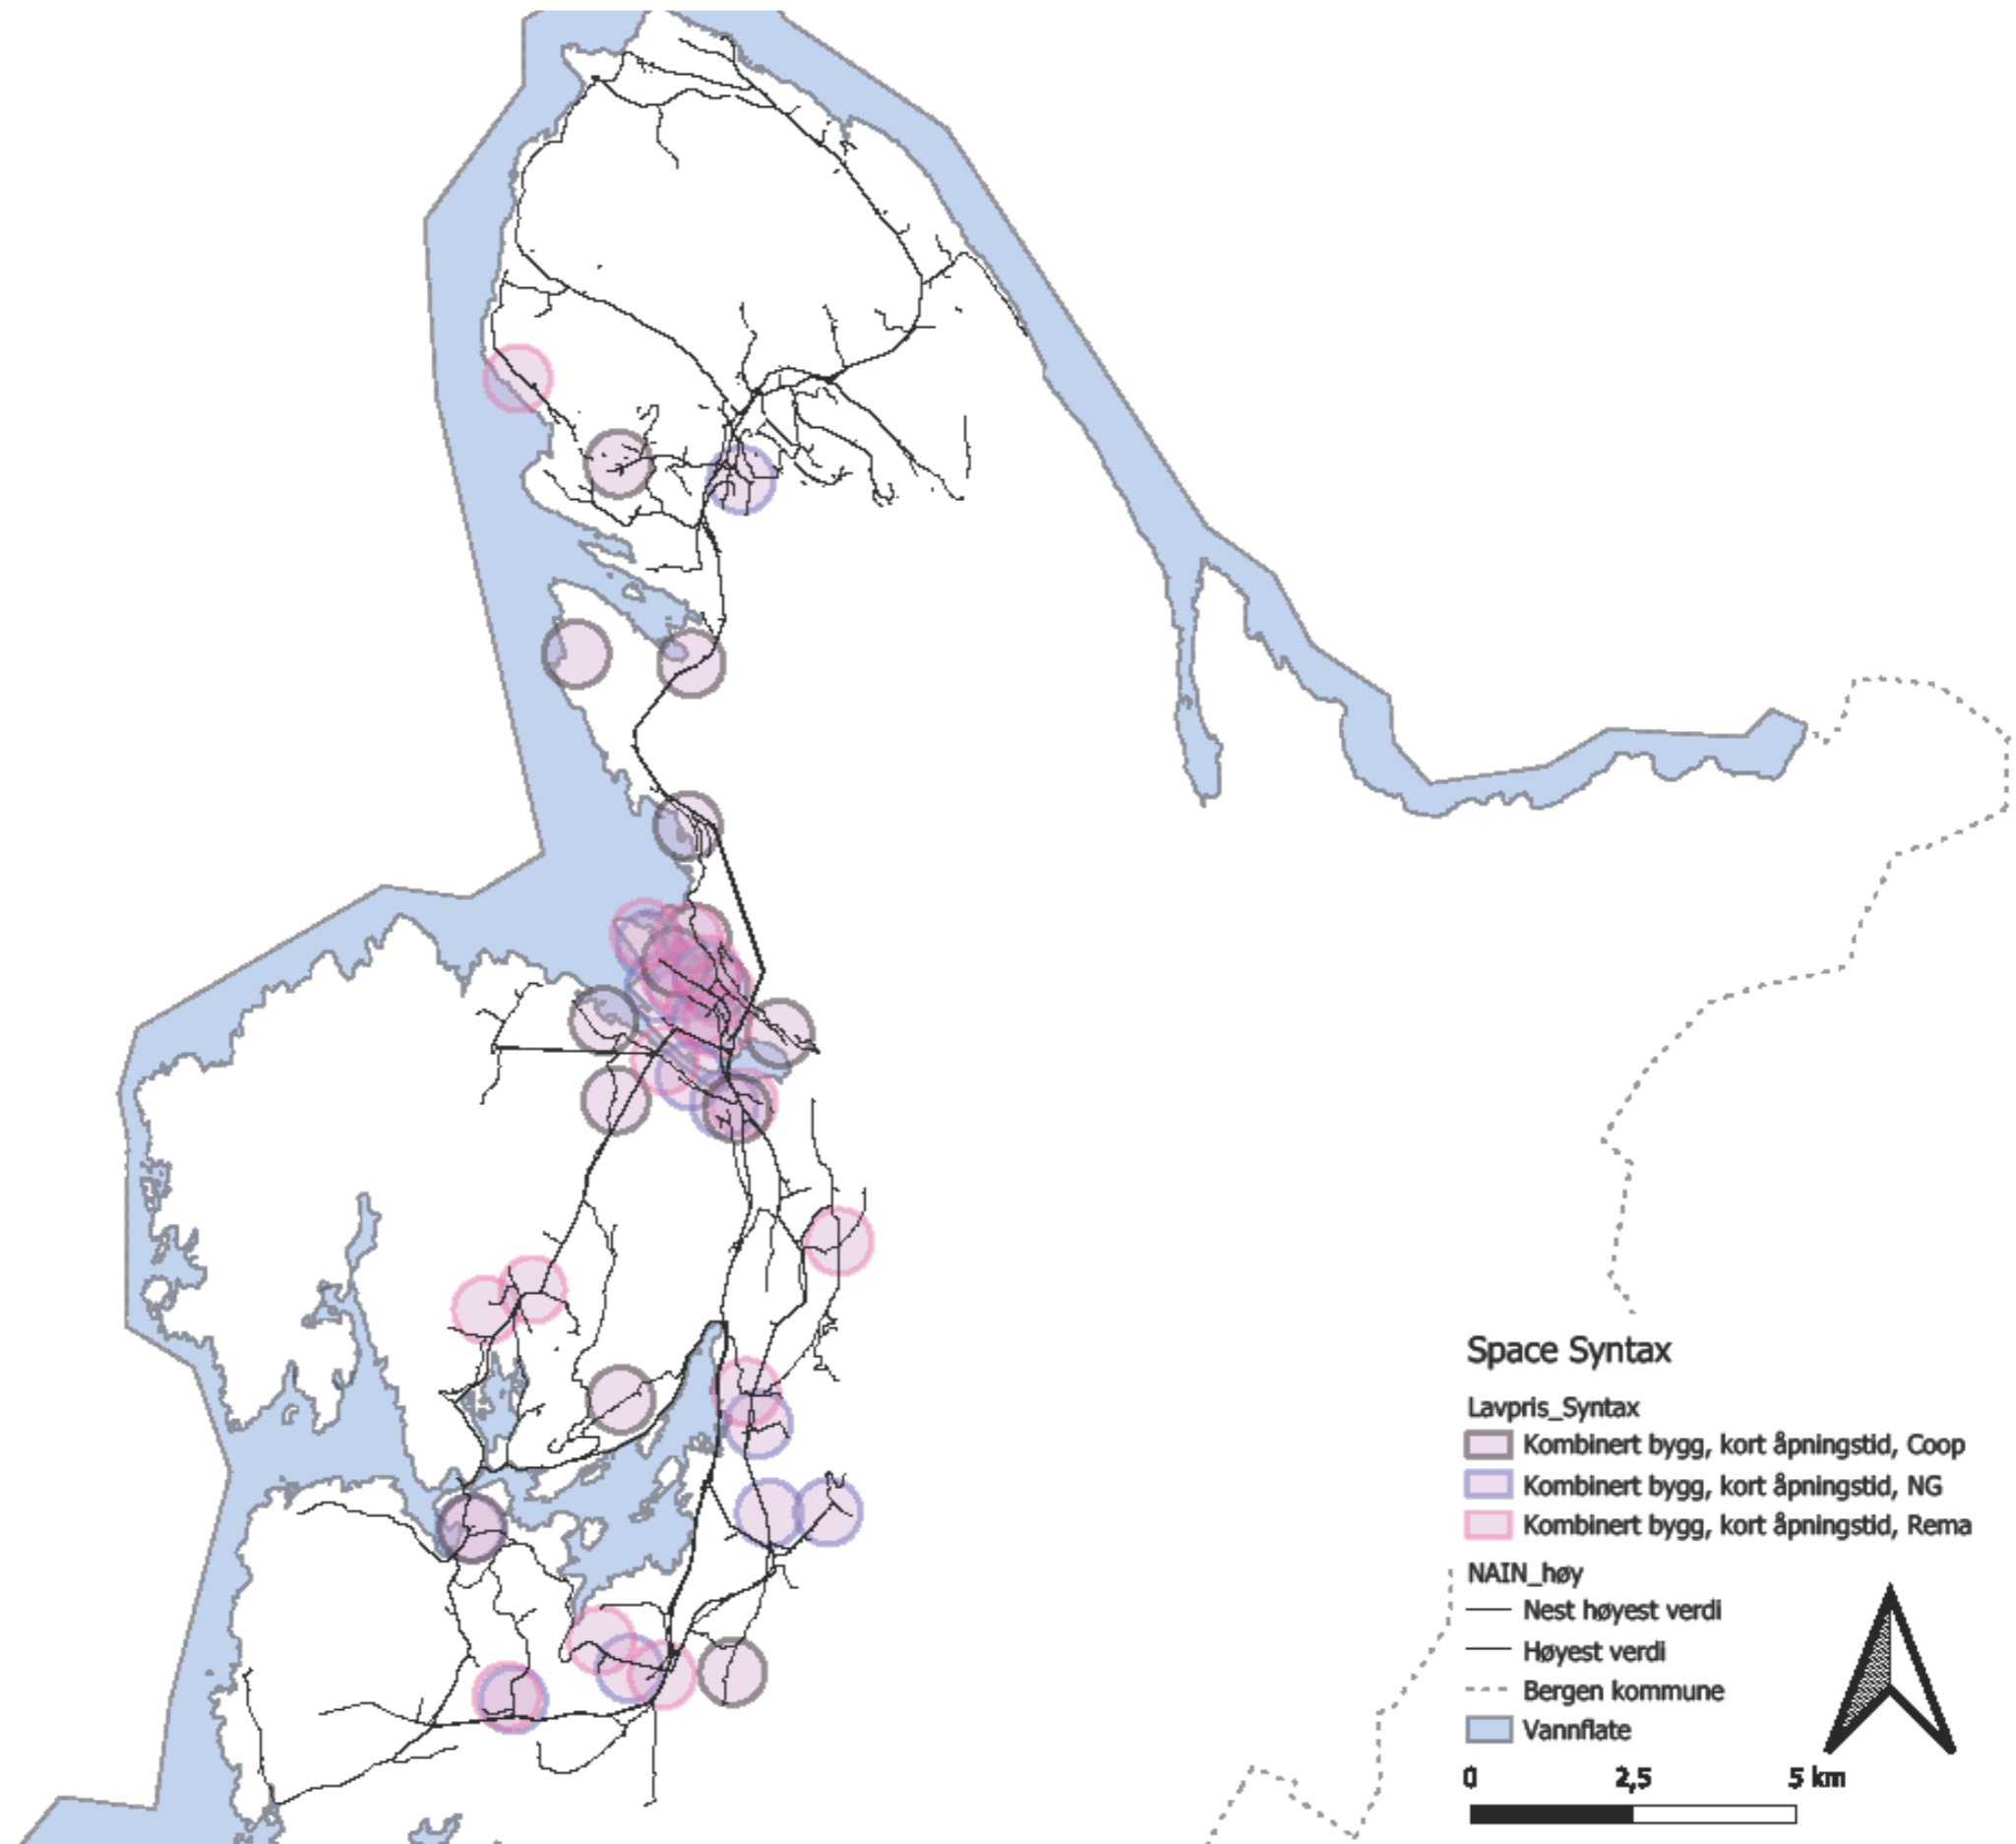 Space Syntax
Lavpris_Syntax
Kombinert bygg, kort åpningstid, Coop
Kombinert bygg, kort åpningstid, NG
Kombinert bygg, kort åpningstid, Rema
NAIN_høy
Nest høyest verdi
Høyest verdi
Bergen kommune
Vannflate
0 2,5 5 km